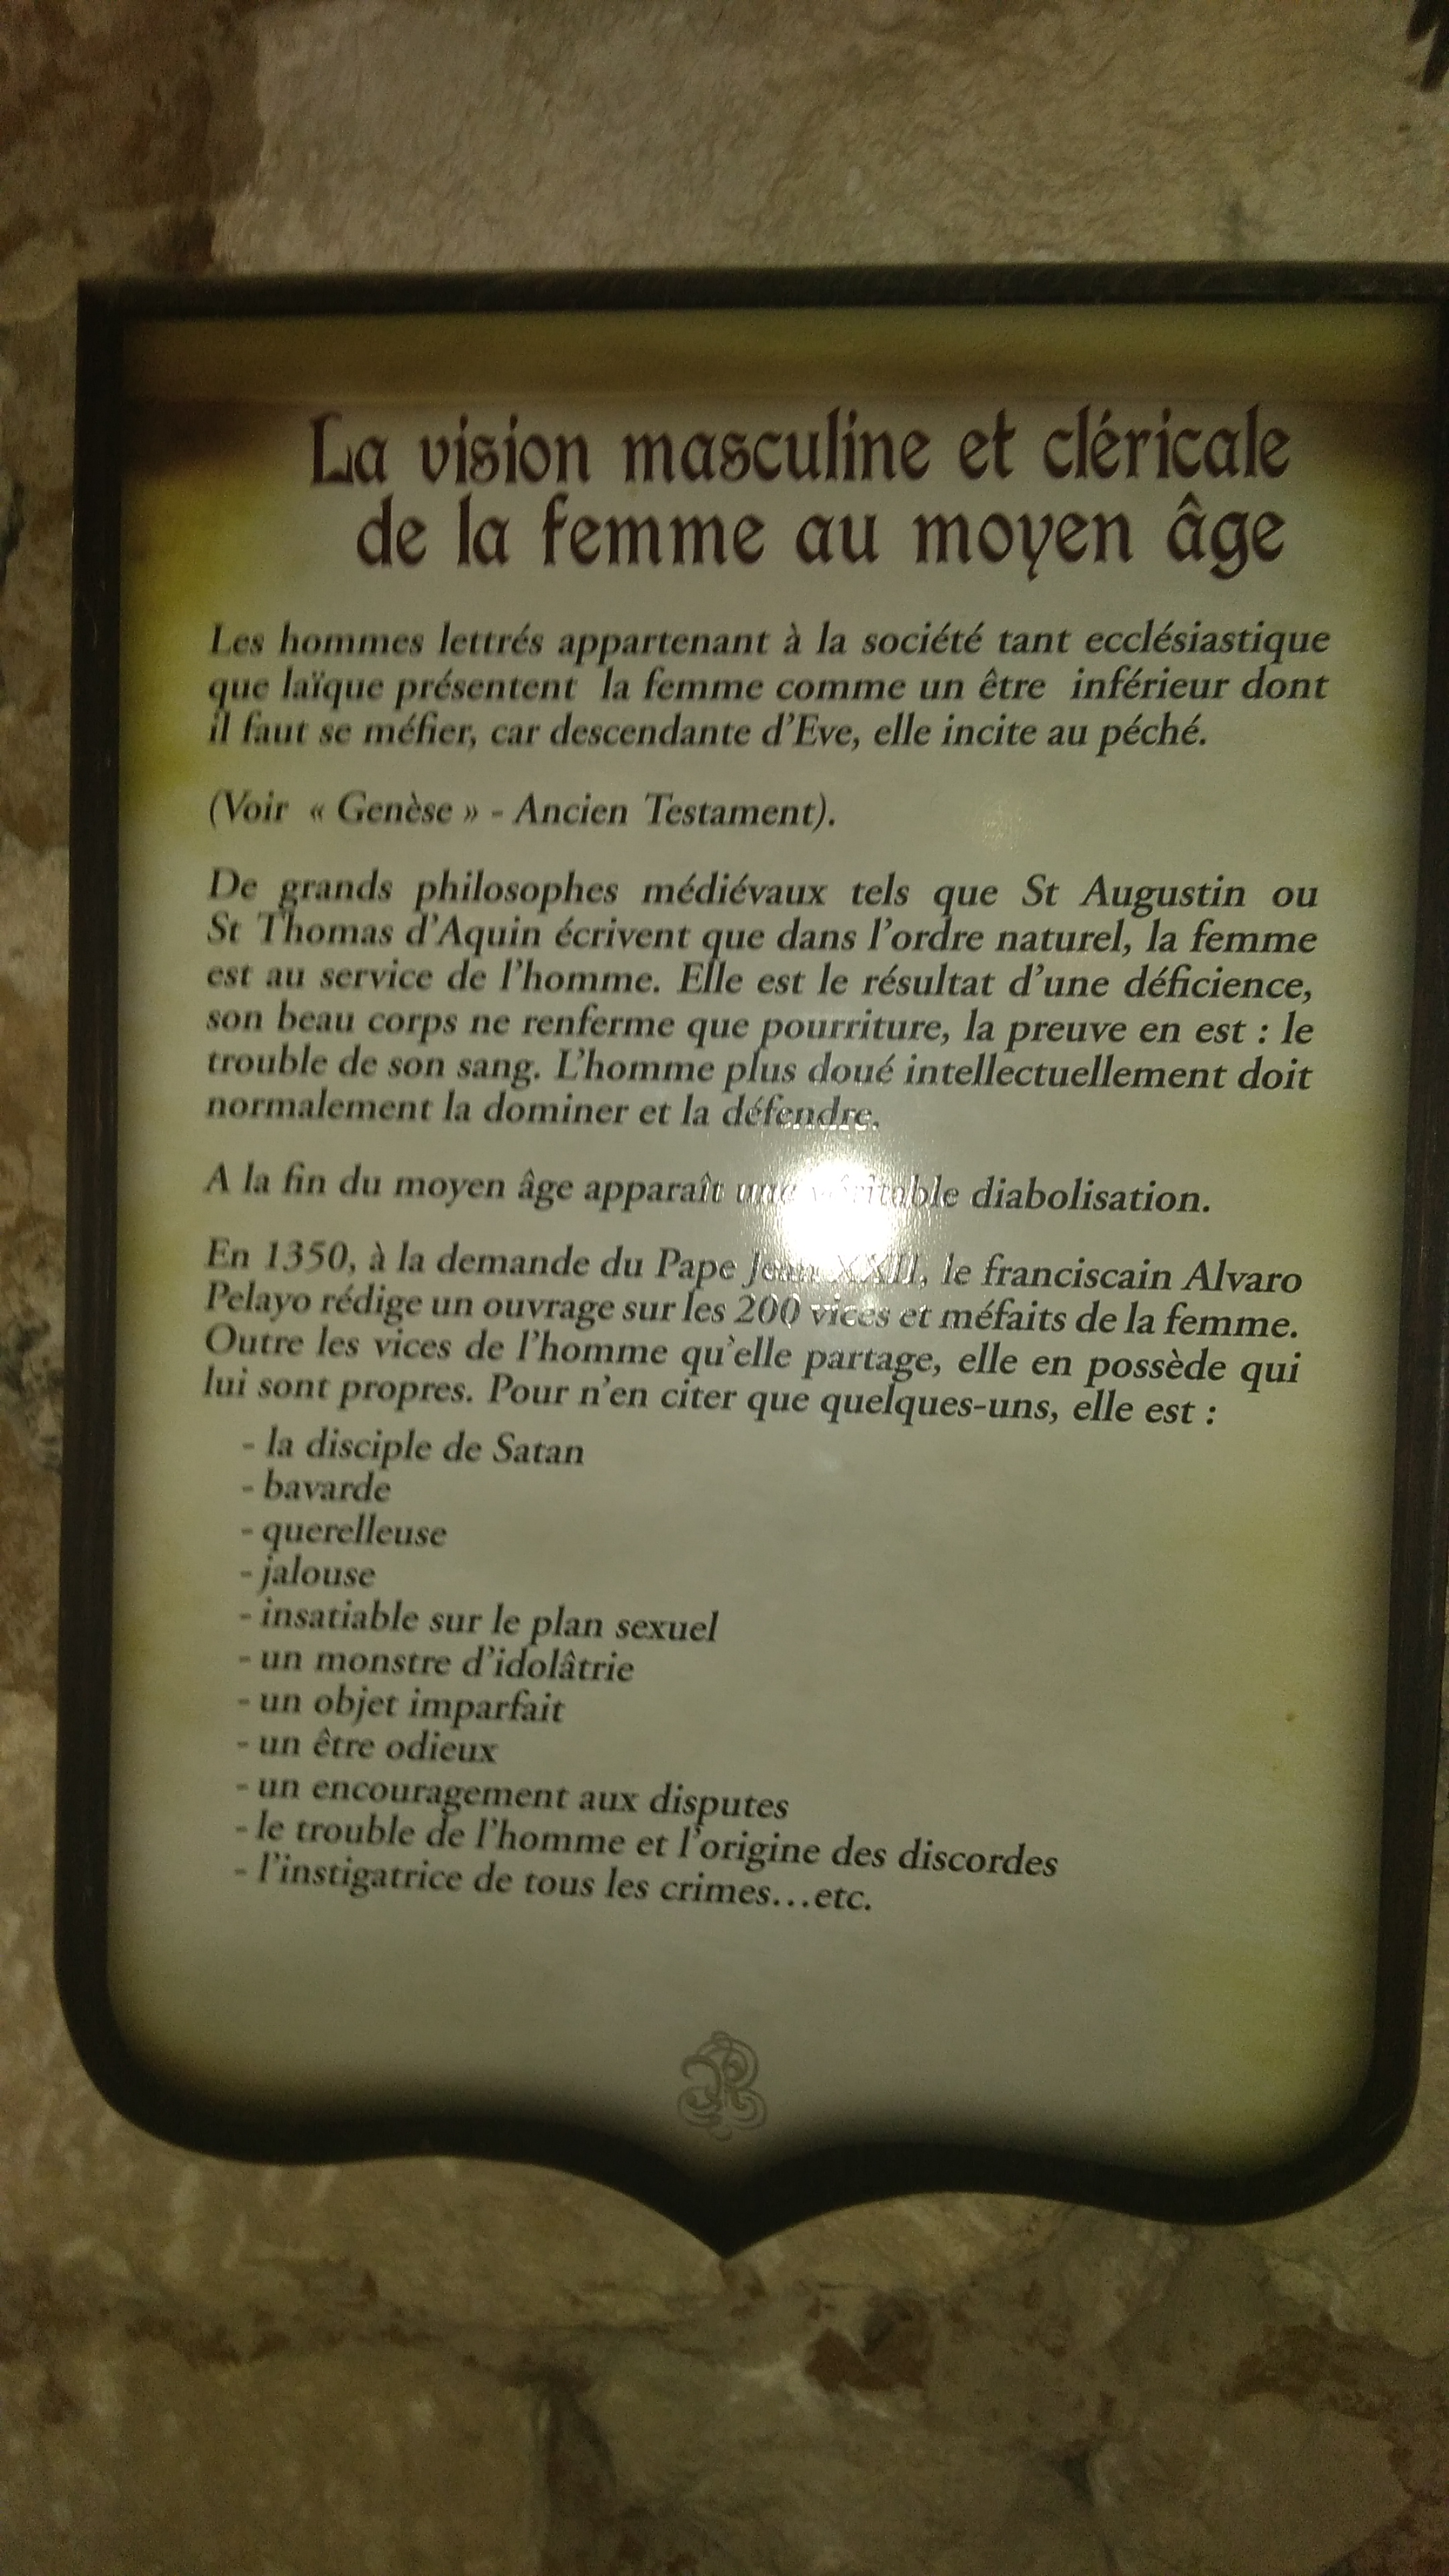 La vision masculine et cléricale
de la femme au moyen âge
Les hommes lettrés appartenant à la société tant ecclésiastique
que laïque présentent la femme comme un être inférieur dont
il faut se méfier, car descendante d'Eve, elle incite au péché.
(Voir « Genèse » - Ancien Testament).
De grands philosophes médiévaux tels que St Augustin ou
St Thomas d'Aquin écrivent que dans l'ordre naturel, la femme
est au service de l'homme. Elle est le résultat d'une déficience,
son beau corps ne renferme que pourriture, la preuve en est : le
trouble de son sang. L'homme plus doué intellectuellement doit
normalement la dominer et la défendre.
A la fin du moyen âge apparaît une véritable diabolisation.
En 1350, à la demande du Pape Jean XXII, le franciscain Alvaro
Pelayo rédige un ouvrage sur les 200 vices et méfaits de la femme.
Outre les vices de l'homme qu'elle partage, elle en possède qui
lui sont propres. Pour n'en citer que quelques-uns, elle est :
- la disciple de Satan
- bavarde
- querelleuse
- jalouse
- insatiable sur le plan sexuel
- un monstre d'idolâtrie
- un objet imparfait
- un être odieux
- un encouragement aux disputes
- le trouble de l'homme et l'origine des discordes
- l'instigatrice de tous les crimes...etc.